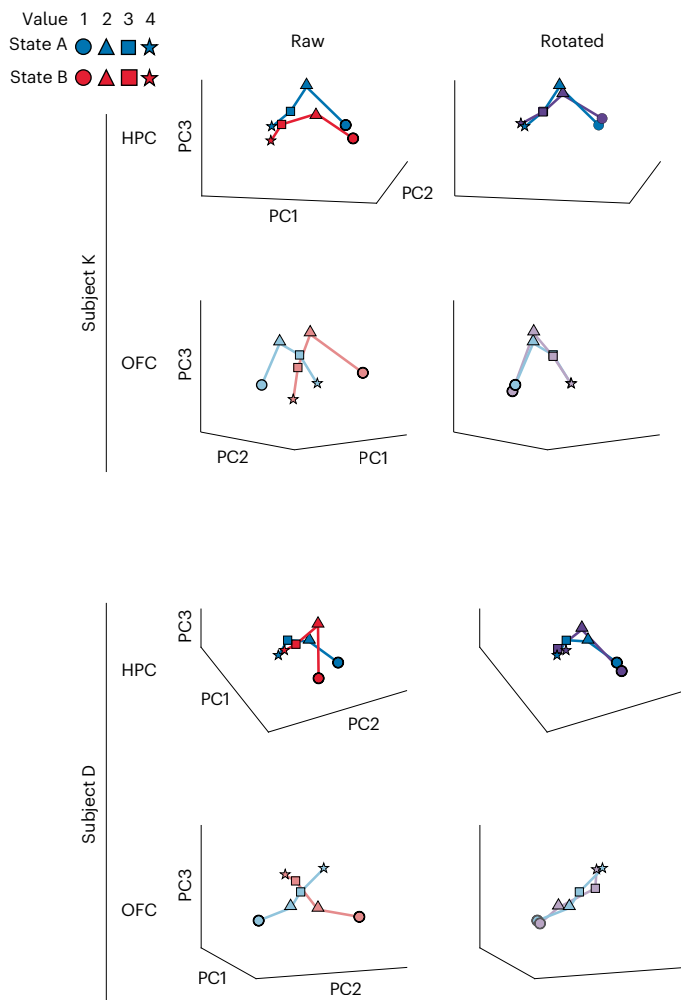 Value 1 2 3 4
State A
State B
Raw
Rotated
Subject K
HPC
PC3
PC2
PC1
OFC
PC3
PC2
PC1
Subject D
HPC
PC3
PC1
PC2
OFC
PC3
PC1
PC2